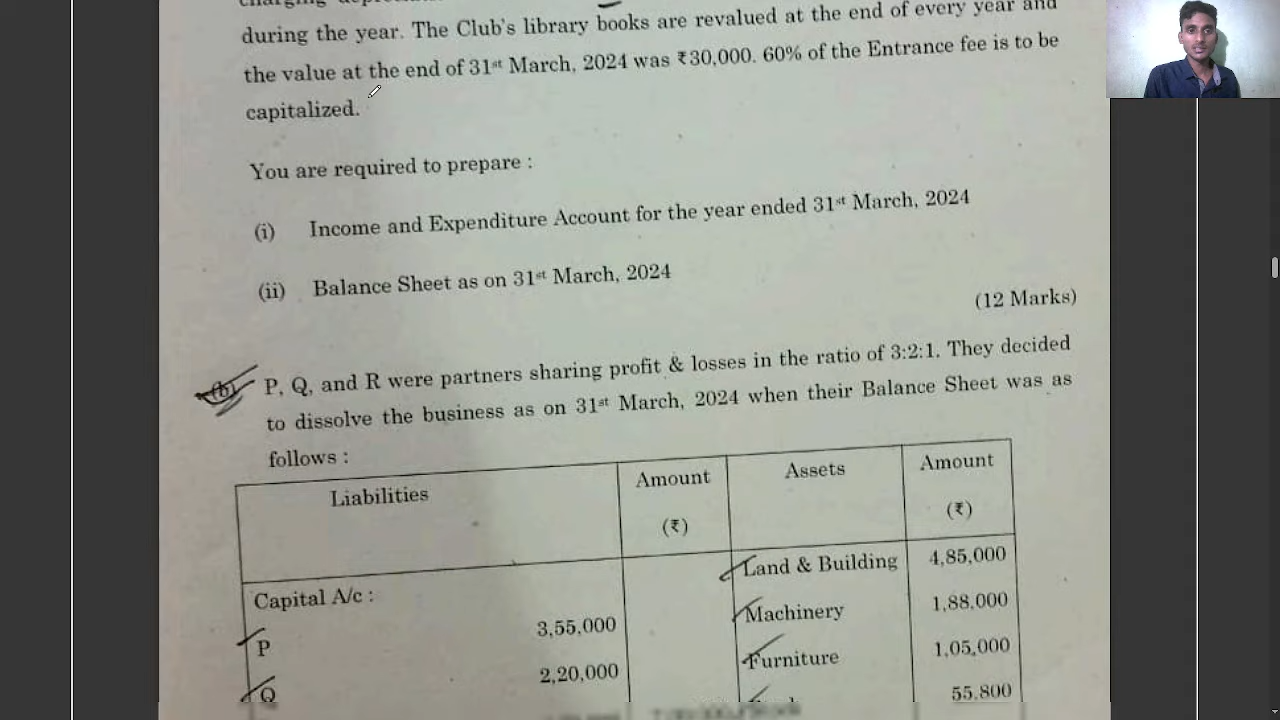 during the year. The Club's library books are revalued at the end of every year and
the value at the end of 31st March, 2024 was ₹30,000. 60% of the Entrance fee is to be
capitalized.
You are required to prepare :
(i) Income and Expenditure Account for the year ended 31st March, 2024
(ii) Balance Sheet as on 31st March, 2024
(12 Marks)
(b) P, Q, and R were partners sharing profit & losses in the ratio of 3:2:1. They decided
to dissolve the business as on 31st March, 2024 when their Balance Sheet was as
follows :
Liabilities Amount (₹) Assets Amount (₹)
Capital A/c : Land & Building 4,85,000
P 3,55,000 Machinery 1,88,000
Q 2,20,000 Furniture 1,05,000
55,800